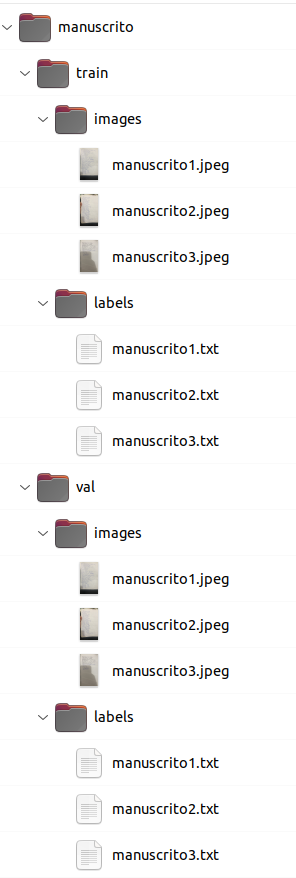 manuscrito
train
images
manuscrito1.jpeg
manuscrito2.jpeg
manuscrito3.jpeg
labels
manuscrito1.txt
manuscrito2.txt
manuscrito3.txt
val
images
manuscrito1.jpeg
manuscrito2.jpeg
manuscrito3.jpeg
labels
manuscrito1.txt
manuscrito2.txt
manuscrito3.txt